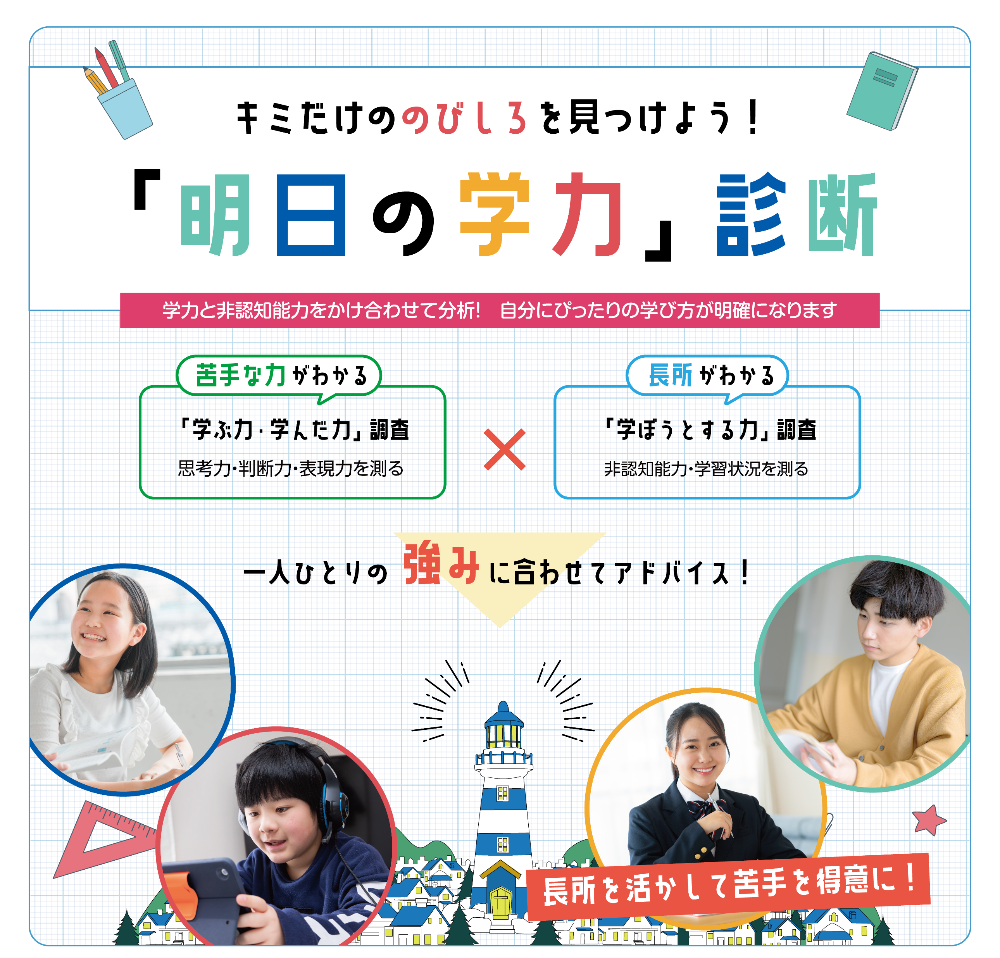 キミだけののびしろを見つけよう！
「明日の学力」診断
学力と非認知能力をかけ合わせて分析！　自分にぴったりの学び方が明確になります
苦手な力がわかる
「学ぶ力・学んだ力」調査
思考力・判断力・表現力を測る
×
長所がわかる
「学ぼうとする力」調査
非認知能力・学習状況を測る
一人ひとりの強みに合わせてアドバイス！
長所を活かして苦手を得意に！